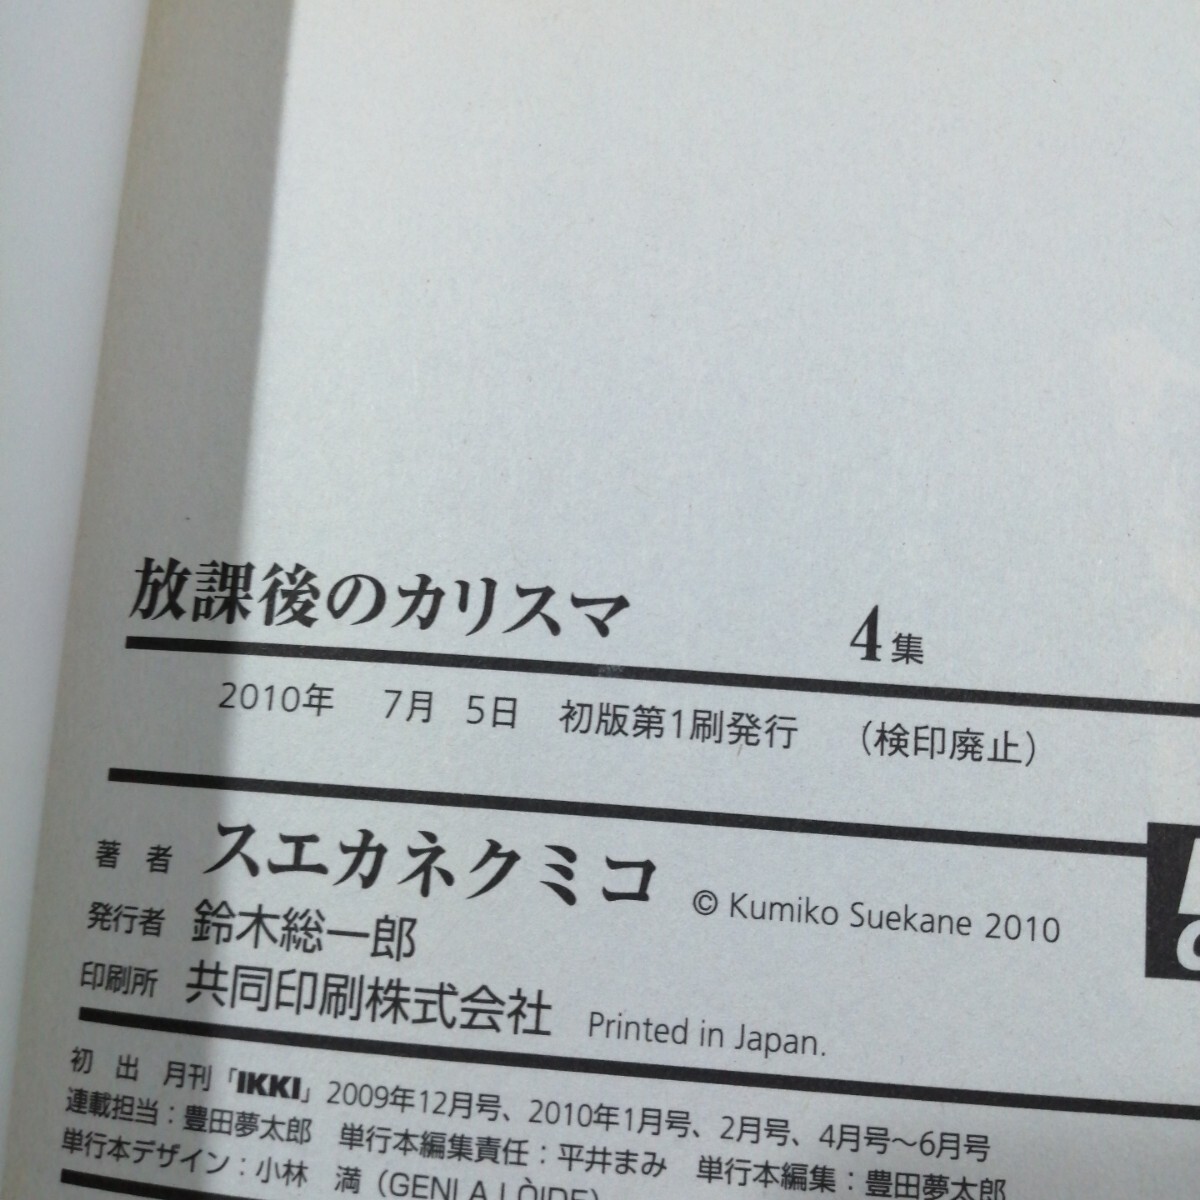 放課後のカリスマ 4集
2010年 7月 5日 初版第1刷発行 （検印廃止）
著 者 スエカネクミコ © Kumiko Suekane 2010
発行者 鈴木総一郎
印刷所 共同印刷株式会社 Printed in Japan.
初 出 月刊「IKKI」2009年12月号、2010年1月号、2月号、4月号～6月号
連載担当：豊田夢太郎 単行本編集責任：平井まみ 単行本編集：豊田夢太郎
単行本デザイン：小林 満（GENI A LÒIDE）